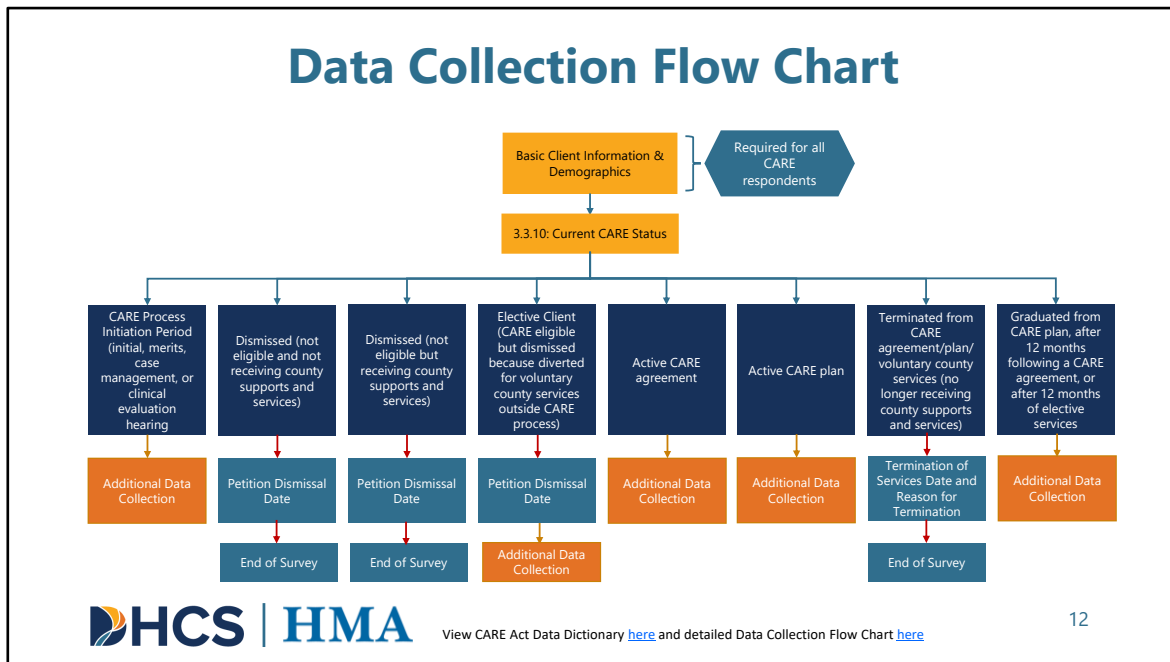 Data Collection Flow Chart
Basic Client Information &
Demographics
Required for all
CARE
respondents
3.3.10: Current CARE Status
CARE Process
Initiation Period
(initial, merits,
case
management, or
clinical
evaluation
hearing
Dismissed (not
eligible and not
receiving county
supports and
services)
Dismissed (not
eligible but
receiving county
supports and
services)
Elective Client
(CARE eligible
but dismissed
because diverted
for voluntary
county services
outside CARE
process)
Active CARE
agreement
Active CARE plan
Terminated from
CARE
agreement/plan/
voluntary county
services (no
longer receiving
county supports
and services)
Graduated from
CARE plan, after
12 months
following a CARE
agreement, or
after 12 months
of elective
services
Additional Data
Collection
Petition Dismissal
Date
Petition Dismissal
Date
Petition Dismissal
Date
Additional Data
Collection
Additional Data
Collection
Termination of
Services Date and
Reason for
Termination
Additional Data
Collection
End of Survey
End of Survey
Additional Data
Collection
End of Survey
DHCS
HMA
View CARE Act Data Dictionary here and detailed Data Collection Flow Chart here
12